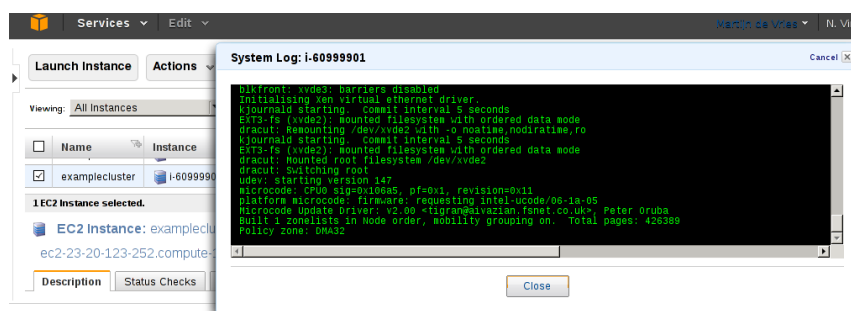 Services Edit Martijn de Vries
Launch Instance Actions
Viewing: All Instances
Name Instance
examplecluster i-6099990
1 EC2 Instance selected.
EC2 Instance: exampleclu
ec2-23-20-123-252.compute-
Description Status Checks
System Log: i-60999901 Cancel X
blkfront: xvde3: barriers disabled
Initialising Xen virtual ethernet driver.
kjournald starting. Commit interval 5 seconds
EXT3-fs (xvde2): mounted filesystem with ordered data mode
dracut: Remounting /dev/xvde2 with -o noatime,nodiratime,ro
kjournald starting. Commit interval 5 seconds
EXT3-fs (xvde2): mounted filesystem with ordered data mode
dracut: Mounted root filesystem /dev/xvde2
dracut: Switching root
udev: starting version 147
microcode: CPU0 sig=0x106a5, pf=0x1, revision=0x11
platform microcode: firmware: requesting intel-ucode/06-1a-05
Microcode Update Driver: v2.00 <tigran@aivazian.fsnet.co.uk>, Peter Oruba
Built 1 zonelists in Node order, mobility grouping on. Total pages: 426389
Policy zone: DMA32
Close